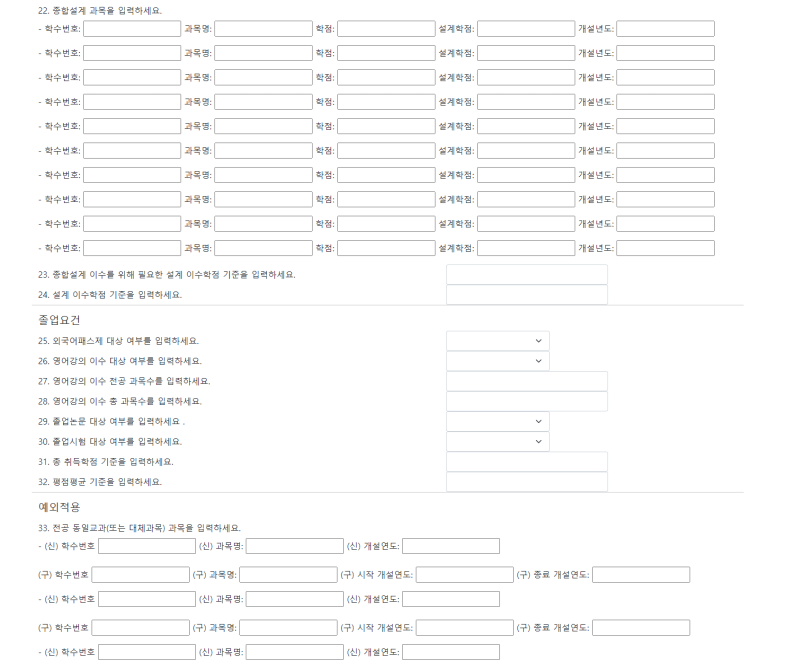 22. 종합설계 과목을 입력하세요.
- 학수번호: 과목명: 학점: 설계학점: 개설년도:
- 학수번호: 과목명: 학점: 설계학점: 개설년도:
- 학수번호: 과목명: 학점: 설계학점: 개설년도:
- 학수번호: 과목명: 학점: 설계학점: 개설년도:
- 학수번호: 과목명: 학점: 설계학점: 개설년도:
- 학수번호: 과목명: 학점: 설계학점: 개설년도:
- 학수번호: 과목명: 학점: 설계학점: 개설년도:
- 학수번호: 과목명: 학점: 설계학점: 개설년도:
- 학수번호: 과목명: 학점: 설계학점: 개설년도:
- 학수번호: 과목명: 학점: 설계학점: 개설년도:
23. 종합설계 이수를 위해 필요한 설계 이수학점 기준을 입력하세요.
24. 설계 이수학점 기준을 입력하세요.
졸업요건
25. 외국어패스제 대상 여부를 입력하세요.
26. 영어강의 이수 대상 여부를 입력하세요.
27. 영어강의 이수 전공 과목수를 입력하세요.
28. 영어강의 이수 총 과목수를 입력하세요.
29. 졸업논문 대상 여부를 입력하세요 .
30. 졸업시험 대상 여부를 입력하세요.
31. 총 취득학점 기준을 입력하세요.
32. 평점평균 기준을 입력하세요.
예외적용
33. 전공 동일교과(또는 대체과목) 과목을 입력하세요.
- (신) 학수번호 (신) 과목명: (신) 개설연도:
(구) 학수번호 (구) 과목명: (구) 시작 개설연도: (구) 종료 개설연도:
- (신) 학수번호 (신) 과목명: (신) 개설연도:
(구) 학수번호 (구) 과목명: (구) 시작 개설연도: (구) 종료 개설연도:
- (신) 학수번호 (신) 과목명: (신) 개설연도: